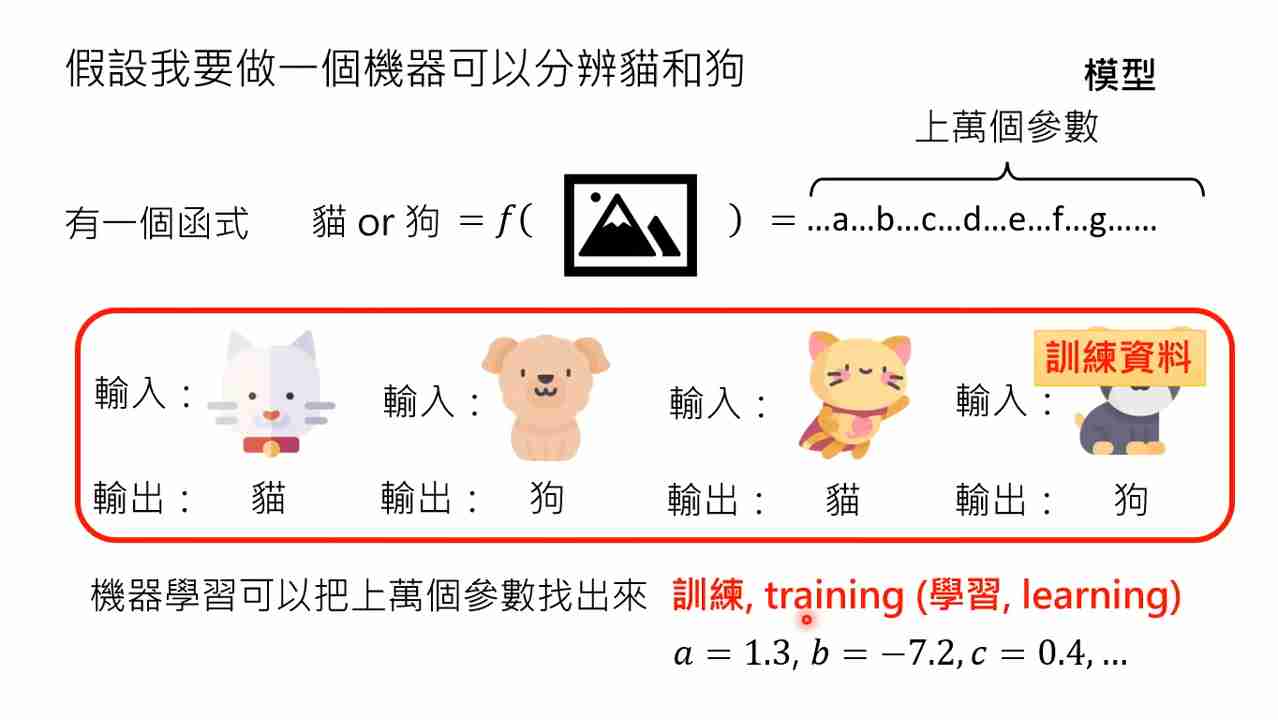 假設我要做一個機器可以分辨貓和狗
模型
上萬個參數
有一個函式 貓 or 狗 = f( ) = …a…b…c…d…e…f…g……
訓練資料
輸入： 輸入： 輸入： 輸入：
輸出： 貓 輸出： 狗 輸出： 貓 輸出： 狗
機器學習可以把上萬個參數找出來 訓練, training (學習, learning)
a = 1.3, b = −7.2, c = 0.4, …